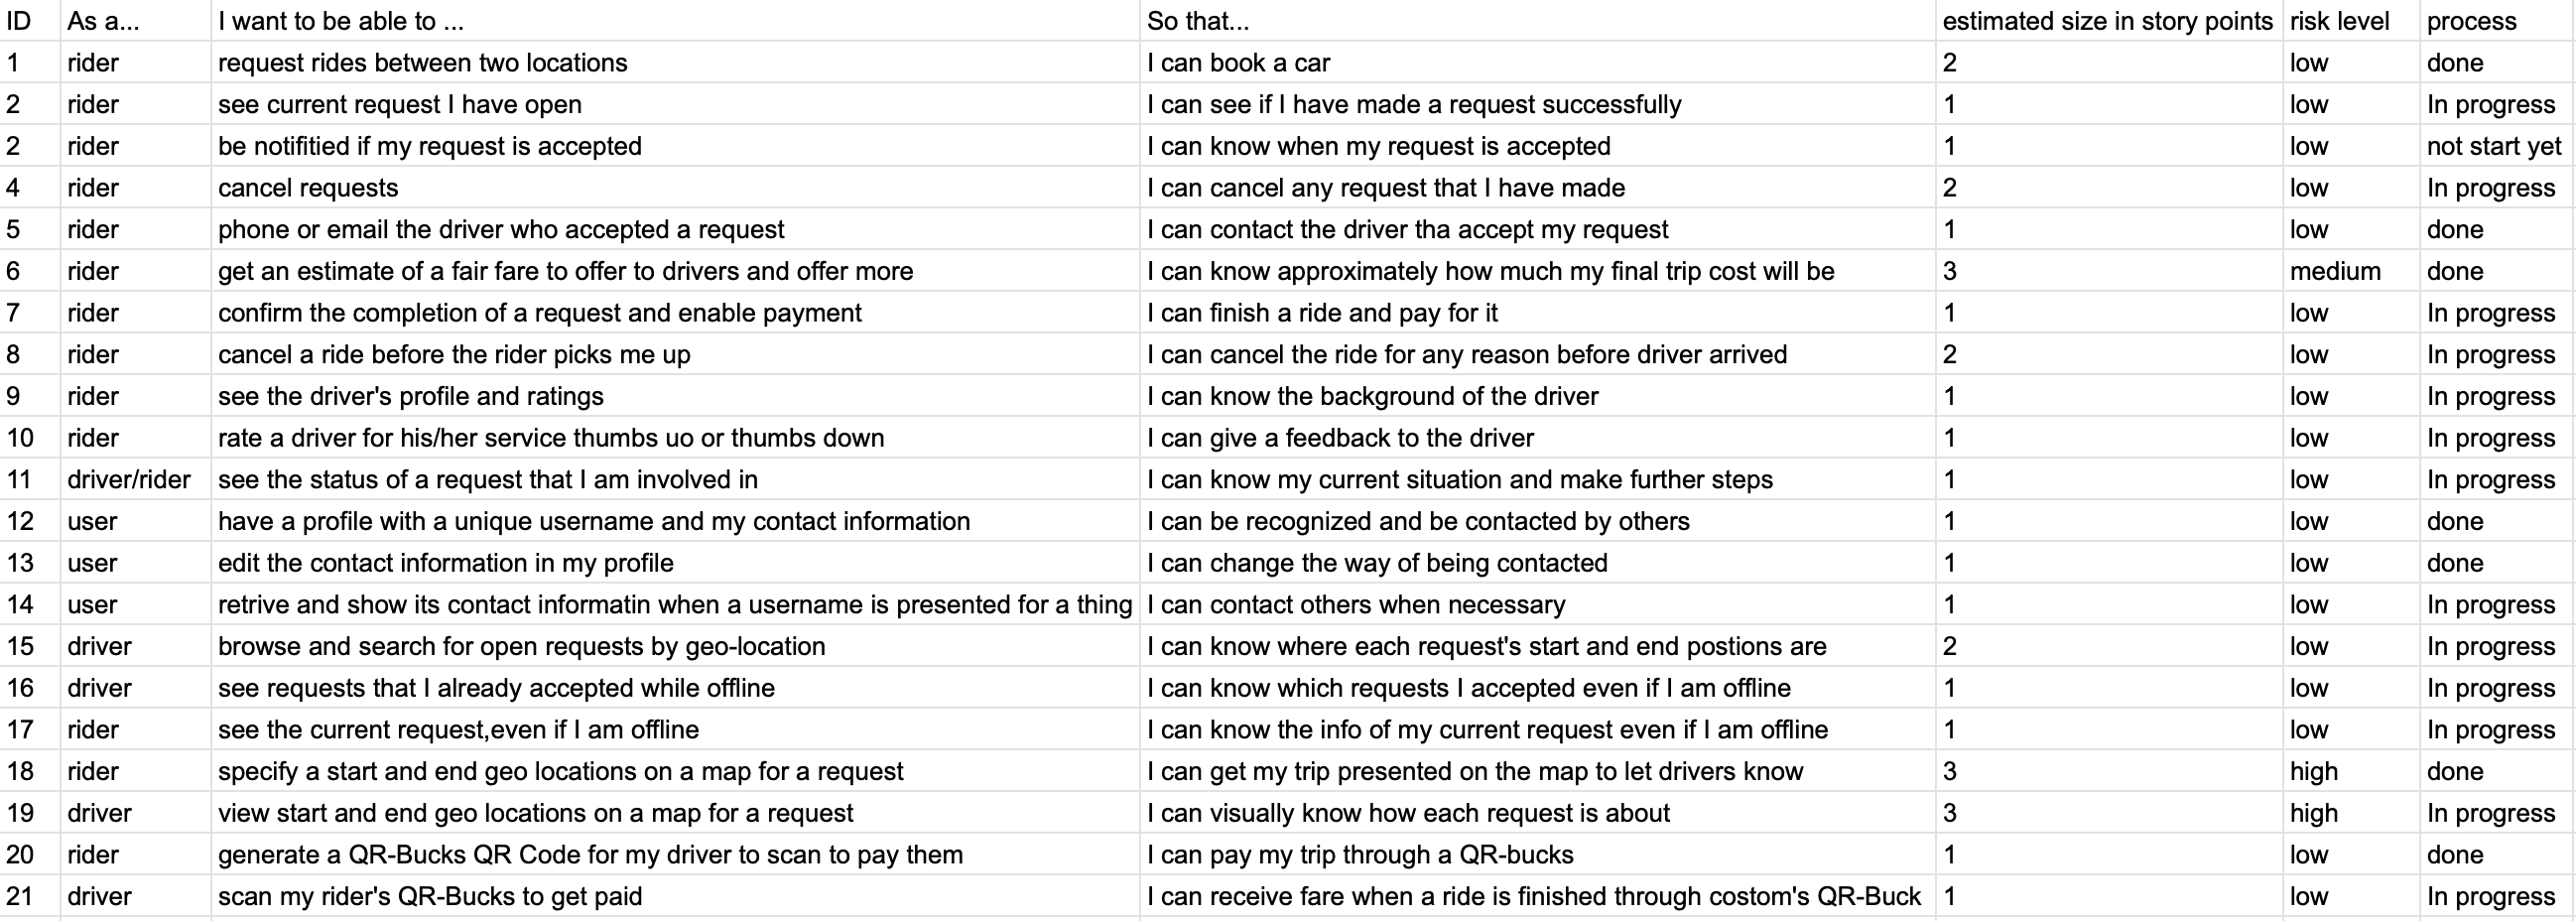 ID As a... I want to be able to ... So that... estimated size in story points risk level process
1 rider request rides between two locations I can book a car 2 low done
2 rider see current request I have open I can see if I have made a request successfully 1 low In progress
2 rider be notifitied if my request is accepted I can know when my request is accepted 1 low not start yet
4 rider cancel requests I can cancel any request that I have made 2 low In progress
5 rider phone or email the driver who accepted a request I can contact the driver tha accept my request 1 low done
6 rider get an estimate of a fair fare to offer to drivers and offer more I can know approximately how much my final trip cost will be 3 medium done
7 rider confirm the completion of a request and enable payment I can finish a ride and pay for it 1 low In progress
8 rider cancel a ride before the rider picks me up I can cancel the ride for any reason before driver arrived 2 low In progress
9 rider see the driver's profile and ratings I can know the background of the driver 1 low In progress
10 rider rate a driver for his/her service thumbs uo or thumbs down I can give a feedback to the driver 1 low In progress
11 driver/rider see the status of a request that I am involved in I can know my current situation and make further steps 1 low In progress
12 user have a profile with a unique username and my contact information I can be recognized and be contacted by others 1 low done
13 user edit the contact information in my profile I can change the way of being contacted 1 low done
14 user retrive and show its contact informatin when a username is presented for a thing I can contact others when necessary 1 low In progress
15 driver browse and search for open requests by geo-location I can know where each request's start and end postions are 2 low In progress
16 driver see requests that I already accepted while offline I can know which requests I accepted even if I am offline 1 low In progress
17 rider see the current request,even if I am offline I can know the info of my current request even if I am offline 1 low In progress
18 rider specify a start and end geo locations on a map for a request I can get my trip presented on the map to let drivers know 3 high done
19 driver view start and end geo locations on a map for a request I can visually know how each request is about 3 high In progress
20 rider generate a QR-Bucks QR Code for my driver to scan to pay them I can pay my trip through a QR-bucks 1 low done
21 driver scan my rider's QR-Bucks to get paid I can receive fare when a ride is finished through costom's QR-Buck 1 low In progress